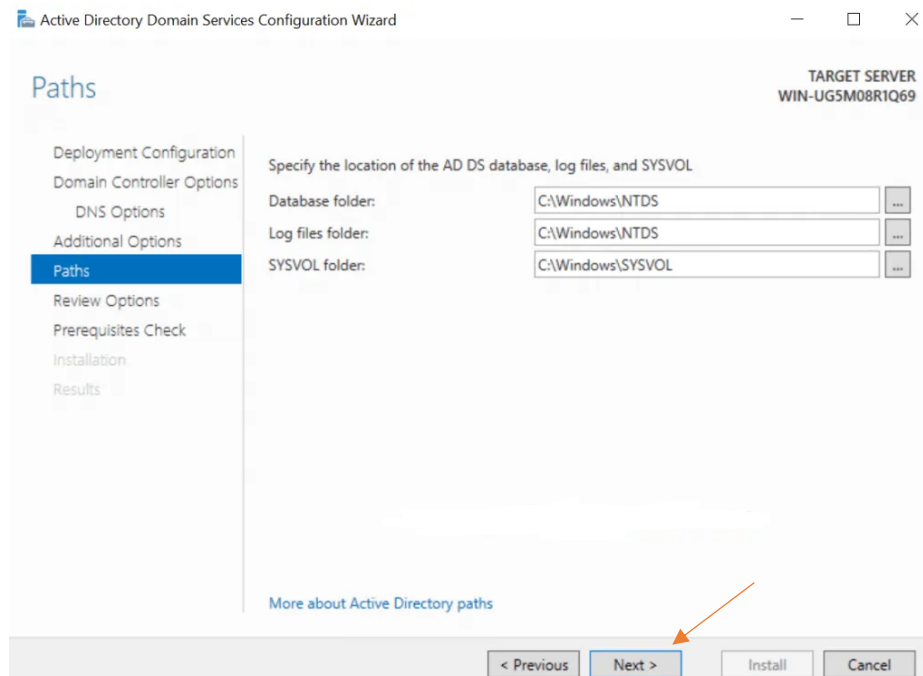 Active Directory Domain Services Configuration Wizard
Paths
TARGET SERVER
WIN-UG5M08R1Q69
Deployment Configuration
Domain Controller Options
DNS Options
Additional Options
Paths
Review Options
Prerequisites Check
Installation
Results
Specify the location of the AD DS database, log files, and SYSVOL
Database folder: C:\Windows\NTDS ...
Log files folder: C:\Windows\NTDS ...
SYSVOL folder: C:\Windows\SYSVOL ...
More about Active Directory paths
< Previous Next > Install Cancel